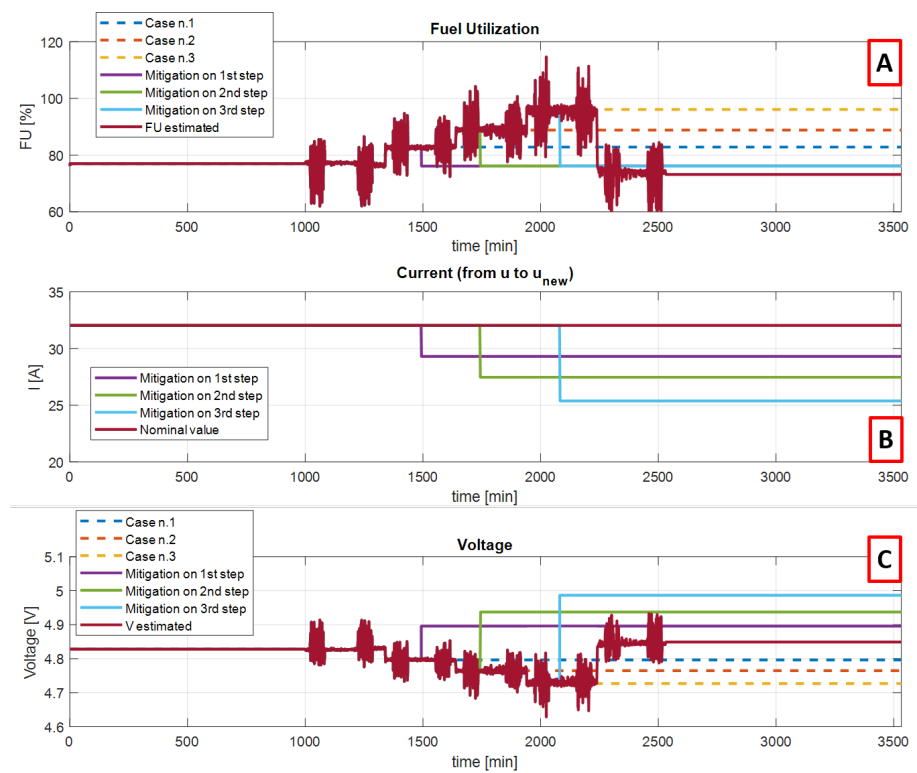 Fuel Utilization
Case n.1
Case n.2
Case n.3
Mitigation on 1st step
Mitigation on 2nd step
Mitigation on 3rd step
FU estimated
A
FU [%]
120
100
80
60
0 500 1000 1500 2000 2500 3000 3500
time [min]
Current (from u to u_new)
35
30
25
20
I [A]
Mitigation on 1st step
Mitigation on 2nd step
Mitigation on 3rd step
Nominal value
B
0 500 1000 1500 2000 2500 3000 3500
time [min]
Case n.1
Case n.2
Case n.3
Mitigation on 1st step
Mitigation on 2nd step
Mitigation on 3rd step
V estimated
Voltage
C
Voltage [V]
5.1
5
4.9
4.8
4.7
4.6
0 500 1000 1500 2000 2500 3000 3500
time [min]